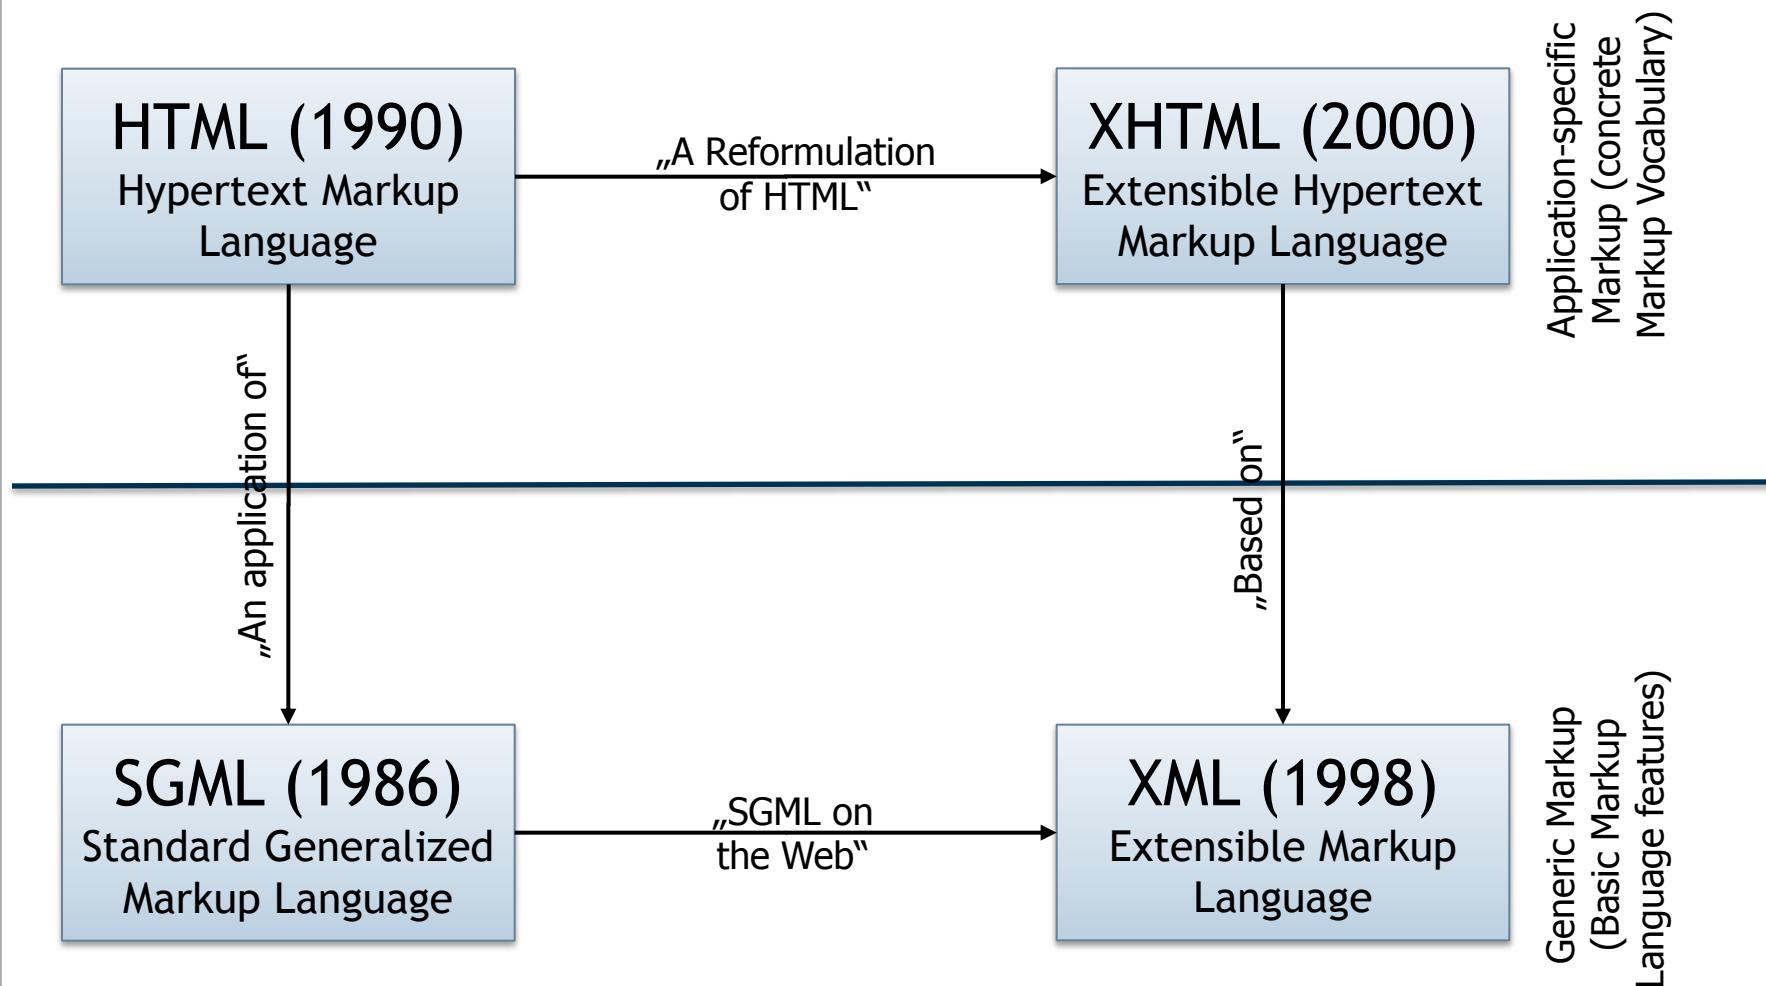 HTML (1990)
Hypertext Markup
Language
„A Reformulation
of HTML“
XHTML (2000)
Extensible Hypertext
Markup Language
Application-specific
Markup (concrete
Markup Vocabulary)
„An application of“
„Based on“
SGML (1986)
Standard Generalized
Markup Language
„SGML on
the Web“
XML (1998)
Extensible Markup
Language
Generic Markup
(Basic Markup
Language features)